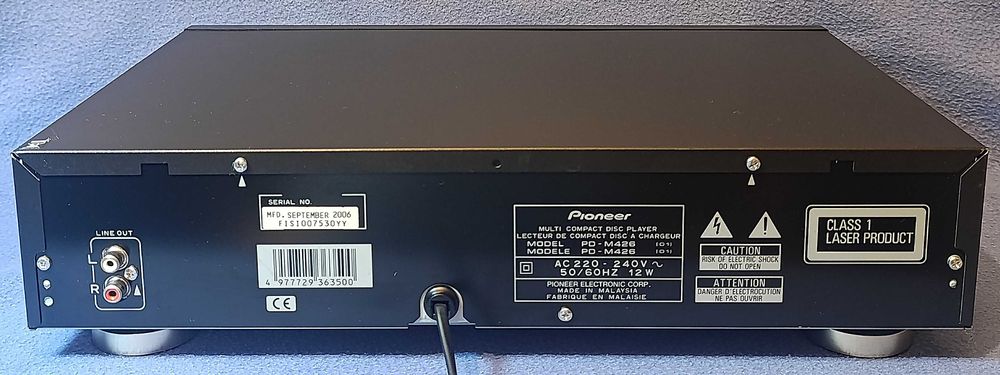 LINE OUT
L
R
SERIAL NO.
MFD. SEPTEMBER 2006
FISI007530YY
4 977729 363500
CE
Pioneer
MULTI COMPACT DISC PLAYER
LECTEUR DE COMPACT DISC A CHARGEUR
MODEL PD-M426 (01)
MODELE PD-M426 (01)
AC 220-240V ~
50/60HZ 12W
PIONEER ELECTRONIC CORP.
MADE IN MALAYSIA
FABRIQUE EN MALAISIE
CAUTION
RISK OF ELECTRIC SHOCK
DO NOT OPEN
ATTENTION
DANGER D'ELECTROCUTION
NE PAS OUVRIR
CLASS 1
LASER PRODUCT